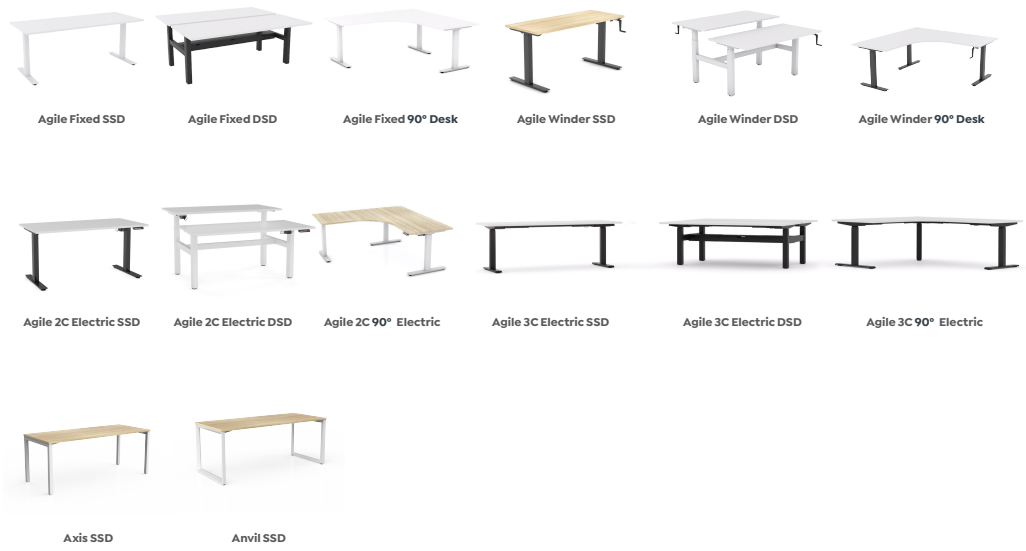 Agile Fixed SSD
Agile Fixed DSD
Agile Fixed 90° Desk
Agile Winder SSD
Agile Winder DSD
Agile Winder 90° Desk
Agile 2C Electric SSD
Agile 2C Electric DSD
Agile 2C 90° Electric
Agile 3C Electric SSD
Agile 3C Electric DSD
Agile 3C 90° Electric
Axis SSD
Anvil SSD